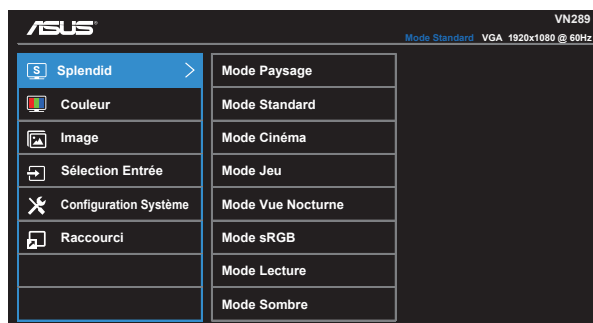 ASUS
VN289
Mode Standard VGA 1920x1080 @ 60Hz
S Splendid
Couleur
Image
Sélection Entrée
Configuration Système
Raccourci
Mode Paysage
Mode Standard
Mode Cinéma
Mode Jeu
Mode Vue Nocturne
Mode sRGB
Mode Lecture
Mode Sombre